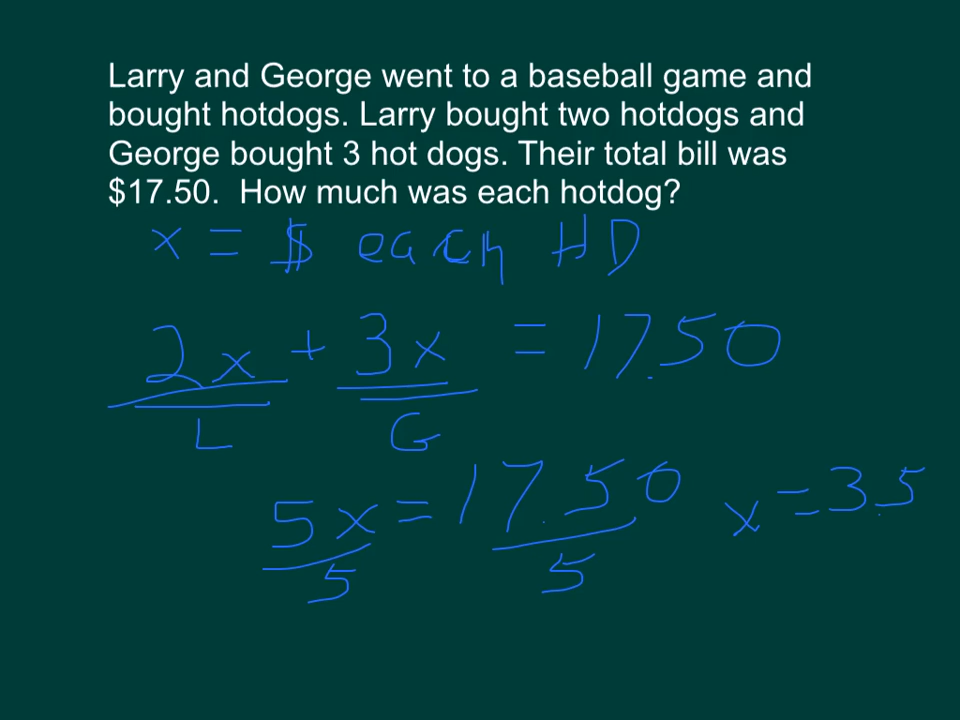 Larry and George went to a baseball game and
bought hotdogs. Larry bought two hotdogs and
George bought 3 hot dogs. Their total bill was
$17.50. How much was each hotdog?
x = $ each HD
2x + 3x = 17.50
L G
5x = 17.50 x = 3.5
5 5